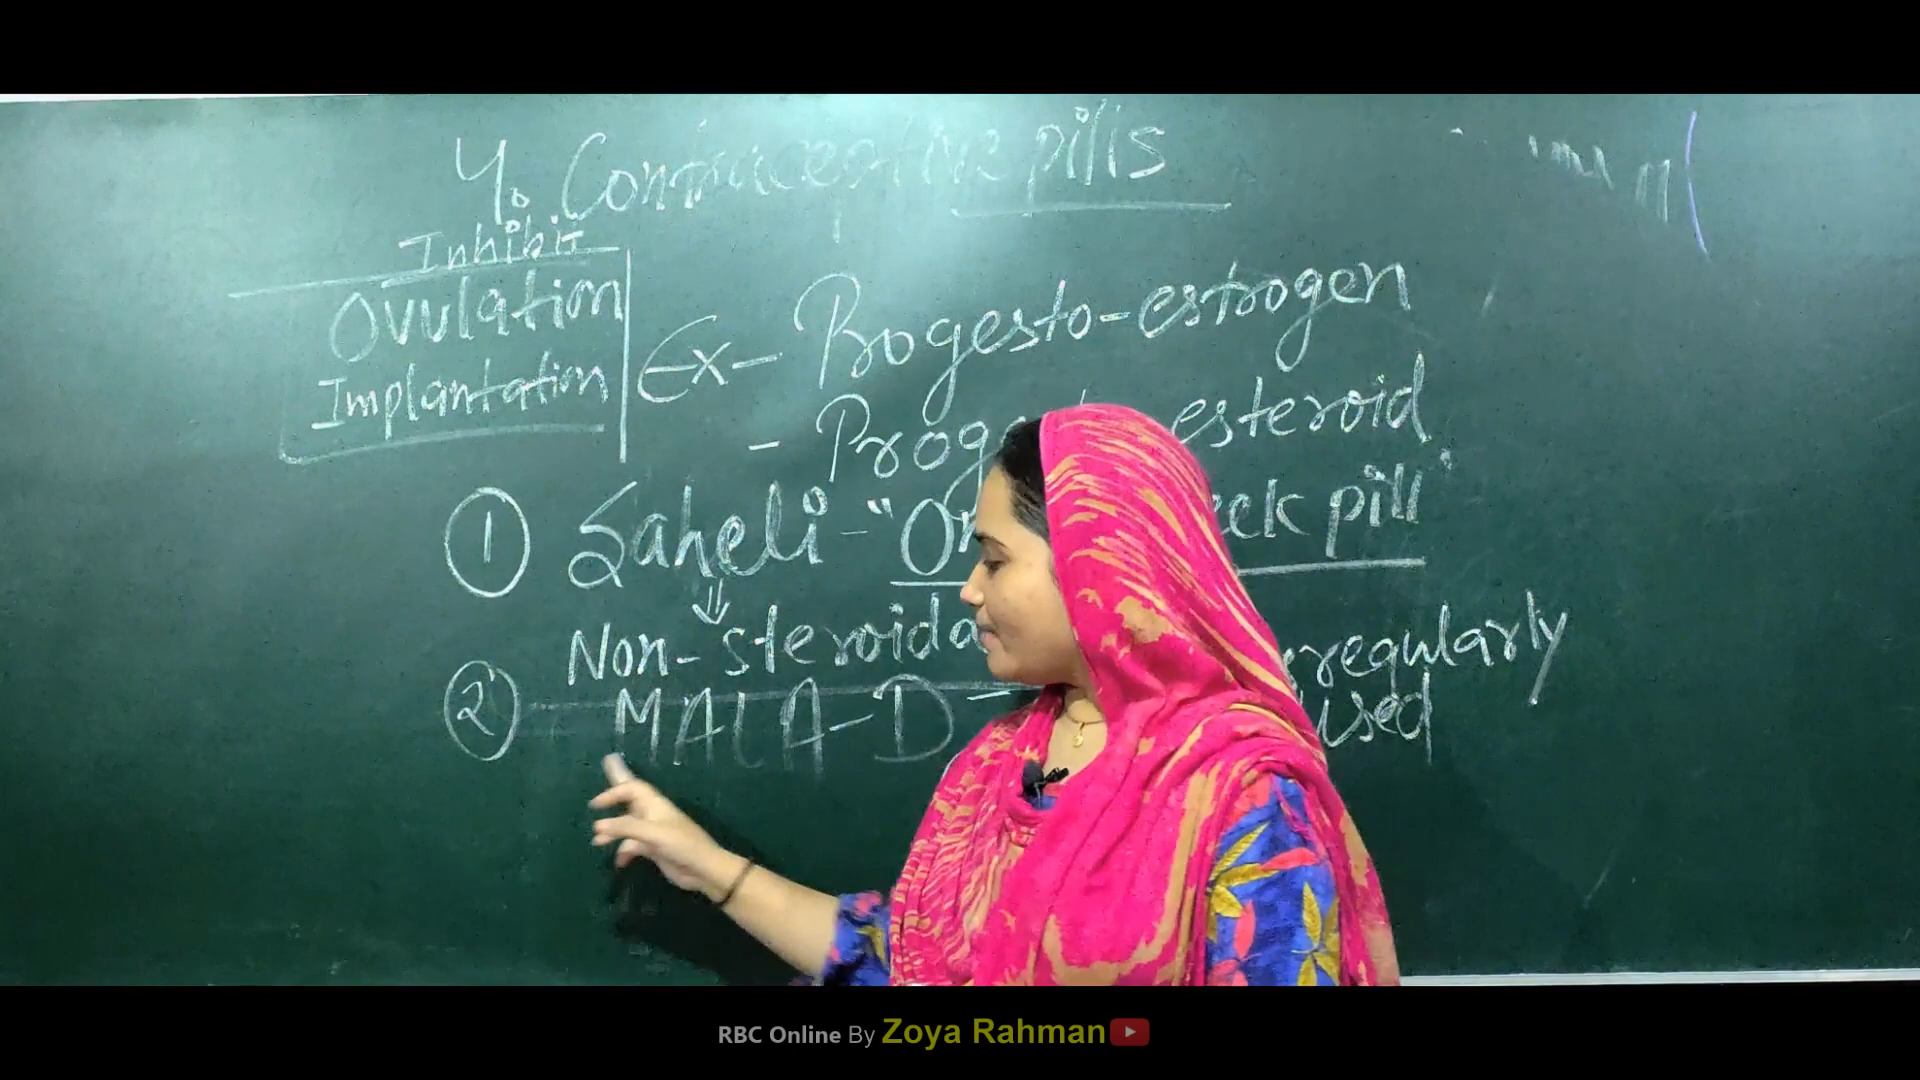 4. Contraceptive pills
Inhibit
Ovulation
Implantation
Ex- Progesto-estrogen
- Prog esteroid
① Saheli - "On eek pill"
Non-steroida
② MALA-D - regularly
used
RBC Online By Zoya Rahman